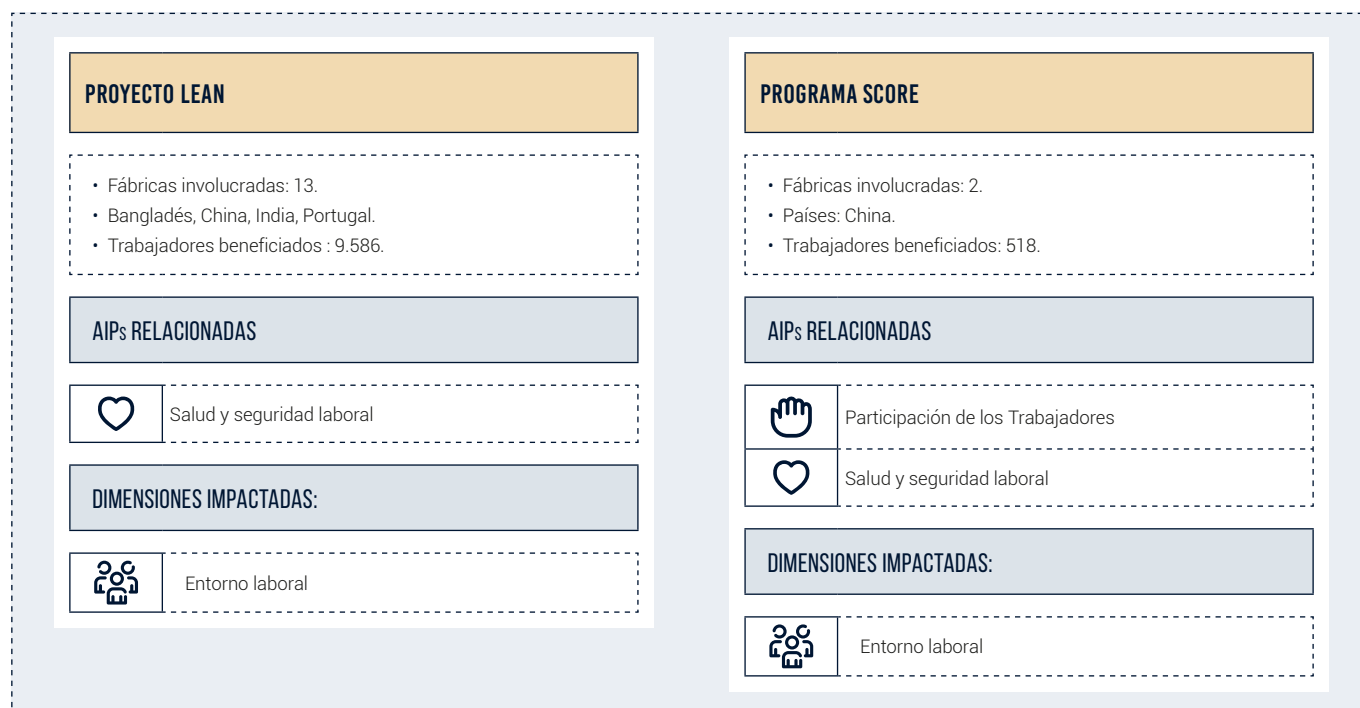 PROYECTO LEAN
• Fábricas involucradas: 13.
• Bangladés, China, India, Portugal.
• Trabajadores beneficiados : 9.586.
AIPs RELACIONADAS
Salud y seguridad laboral
DIMENSIONES IMPACTADAS:
Entorno laboral
PROGRAMA SCORE
• Fábricas involucradas: 2.
• Países: China.
• Trabajadores beneficiados: 518.
AIPs RELACIONADAS
Participación de los Trabajadores
Salud y seguridad laboral
DIMENSIONES IMPACTADAS:
Entorno laboral